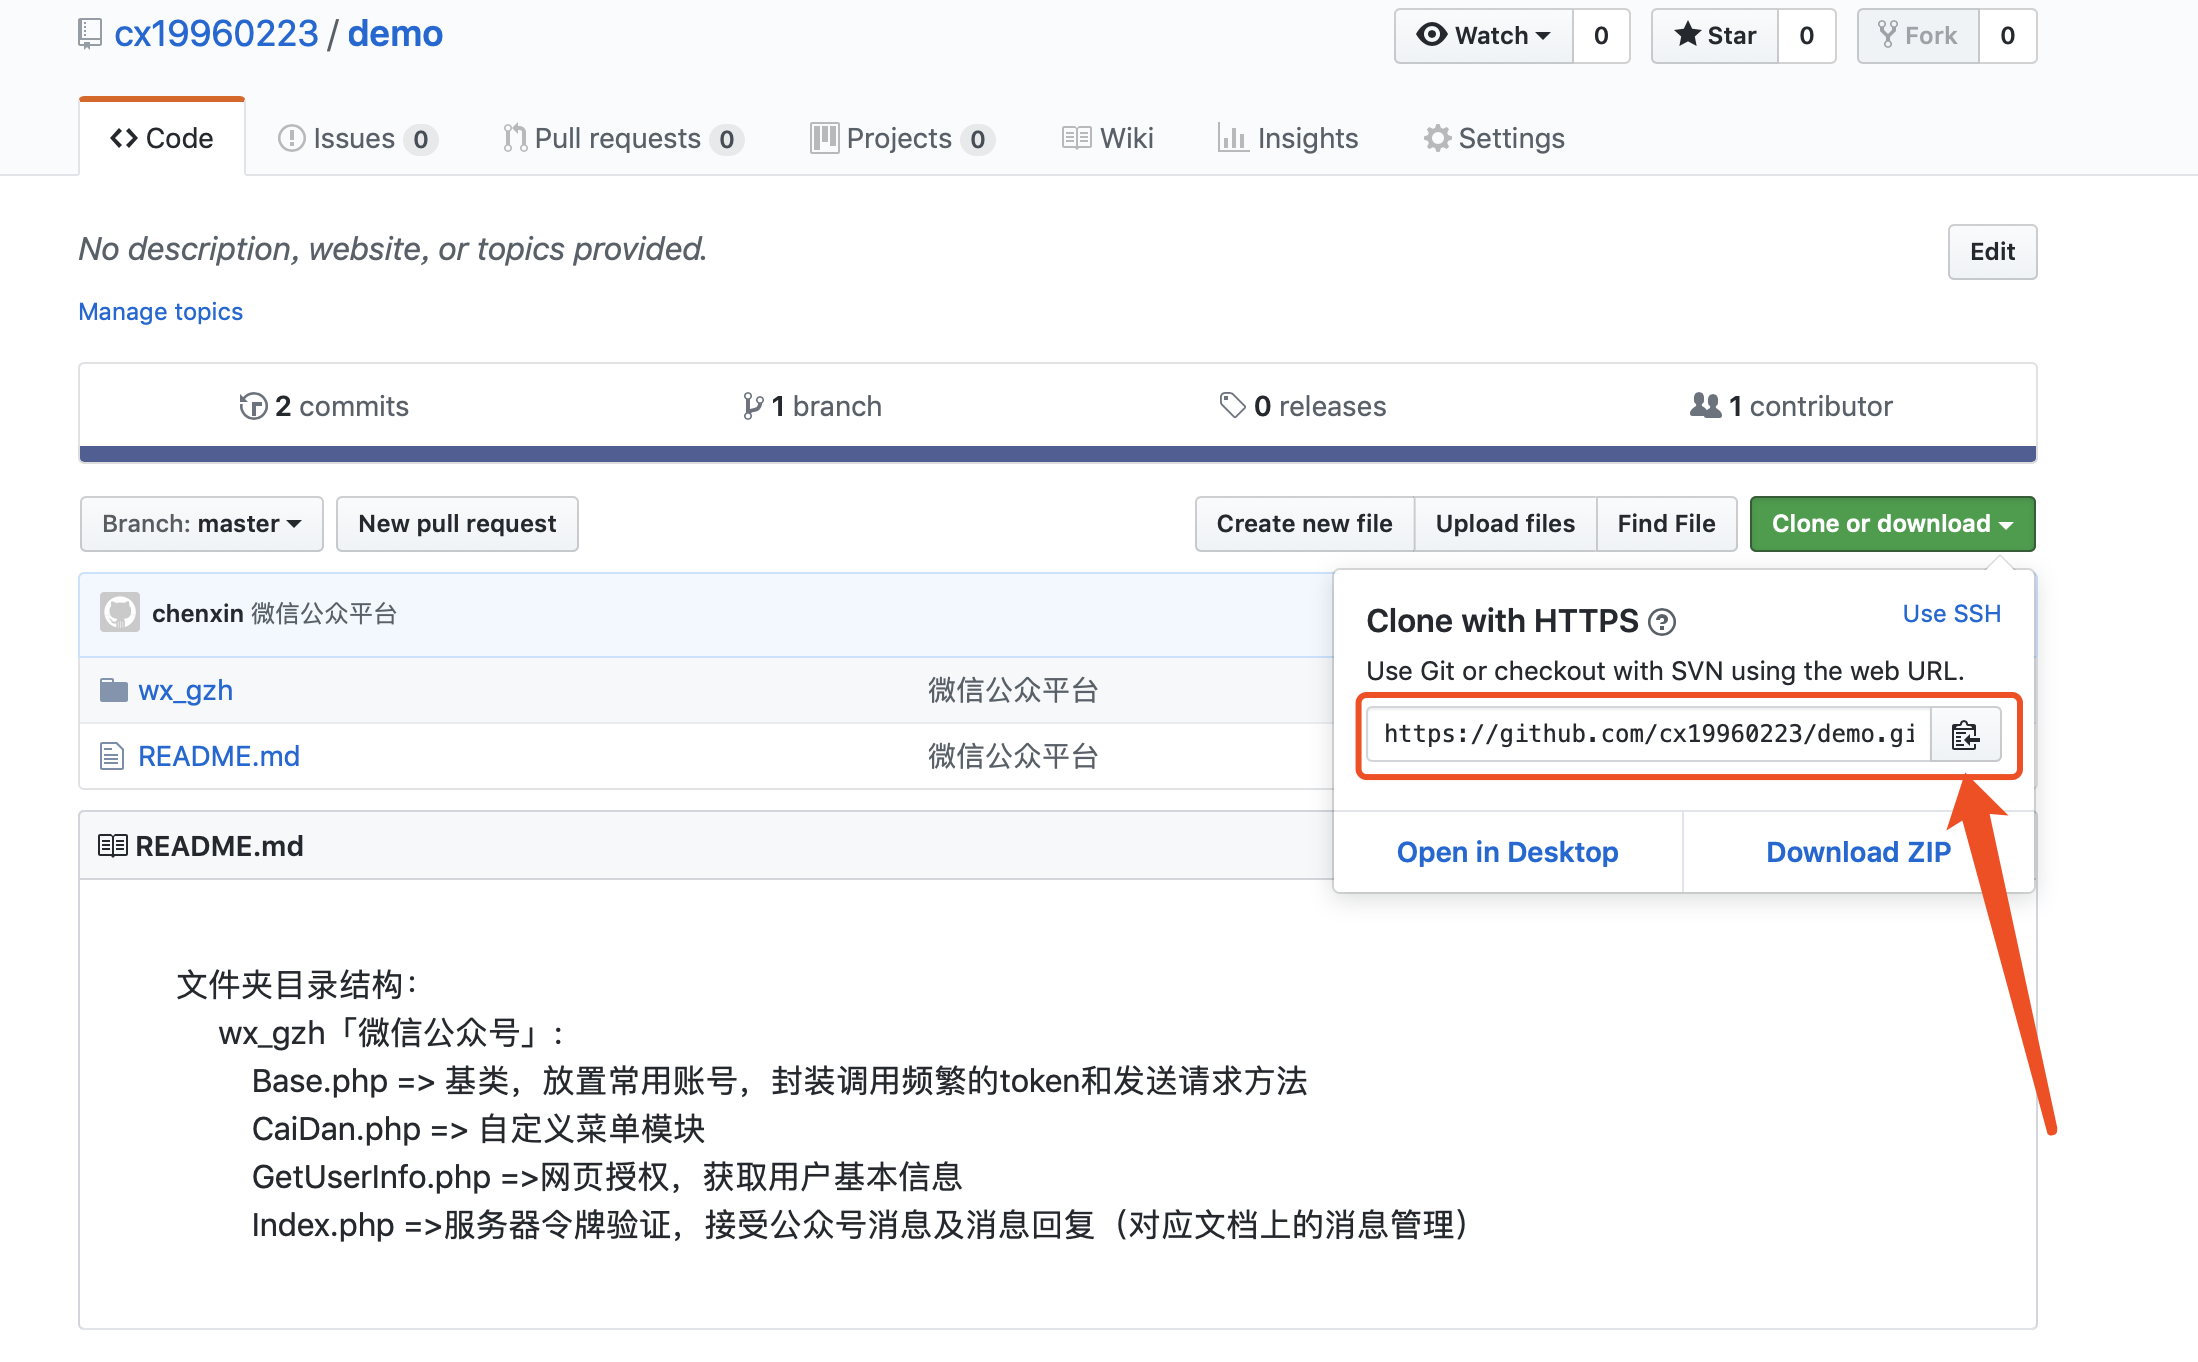 cx19960223 / demo
Watch 0 Star 0 Fork 0
Code Issues 0 Pull requests 0 Projects 0 Wiki Insights Settings
No description, website, or topics provided.
Edit
Manage topics
2 commits 1 branch 0 releases 1 contributor
Branch: master New pull request Create new file Upload files Find File Clone or download
chenxin 微信公众平台
wx_gzh 微信公众平台
README.md 微信公众平台
Clone with HTTPS ?
Use SSH
Use Git or checkout with SVN using the web URL.
https://github.com/cx19960223/demo.gi
Open in Desktop Download ZIP
README.md
文件夹目录结构：
wx_gzh「微信公众号」:
Base.php => 基类，放置常用账号，封装调用频繁的token和发送请求方法
CaiDan.php => 自定义菜单模块
GetUserInfo.php =>网页授权，获取用户基本信息
Index.php =>服务器令牌验证，接受公众号消息及消息回复（对应文档上的消息管理）